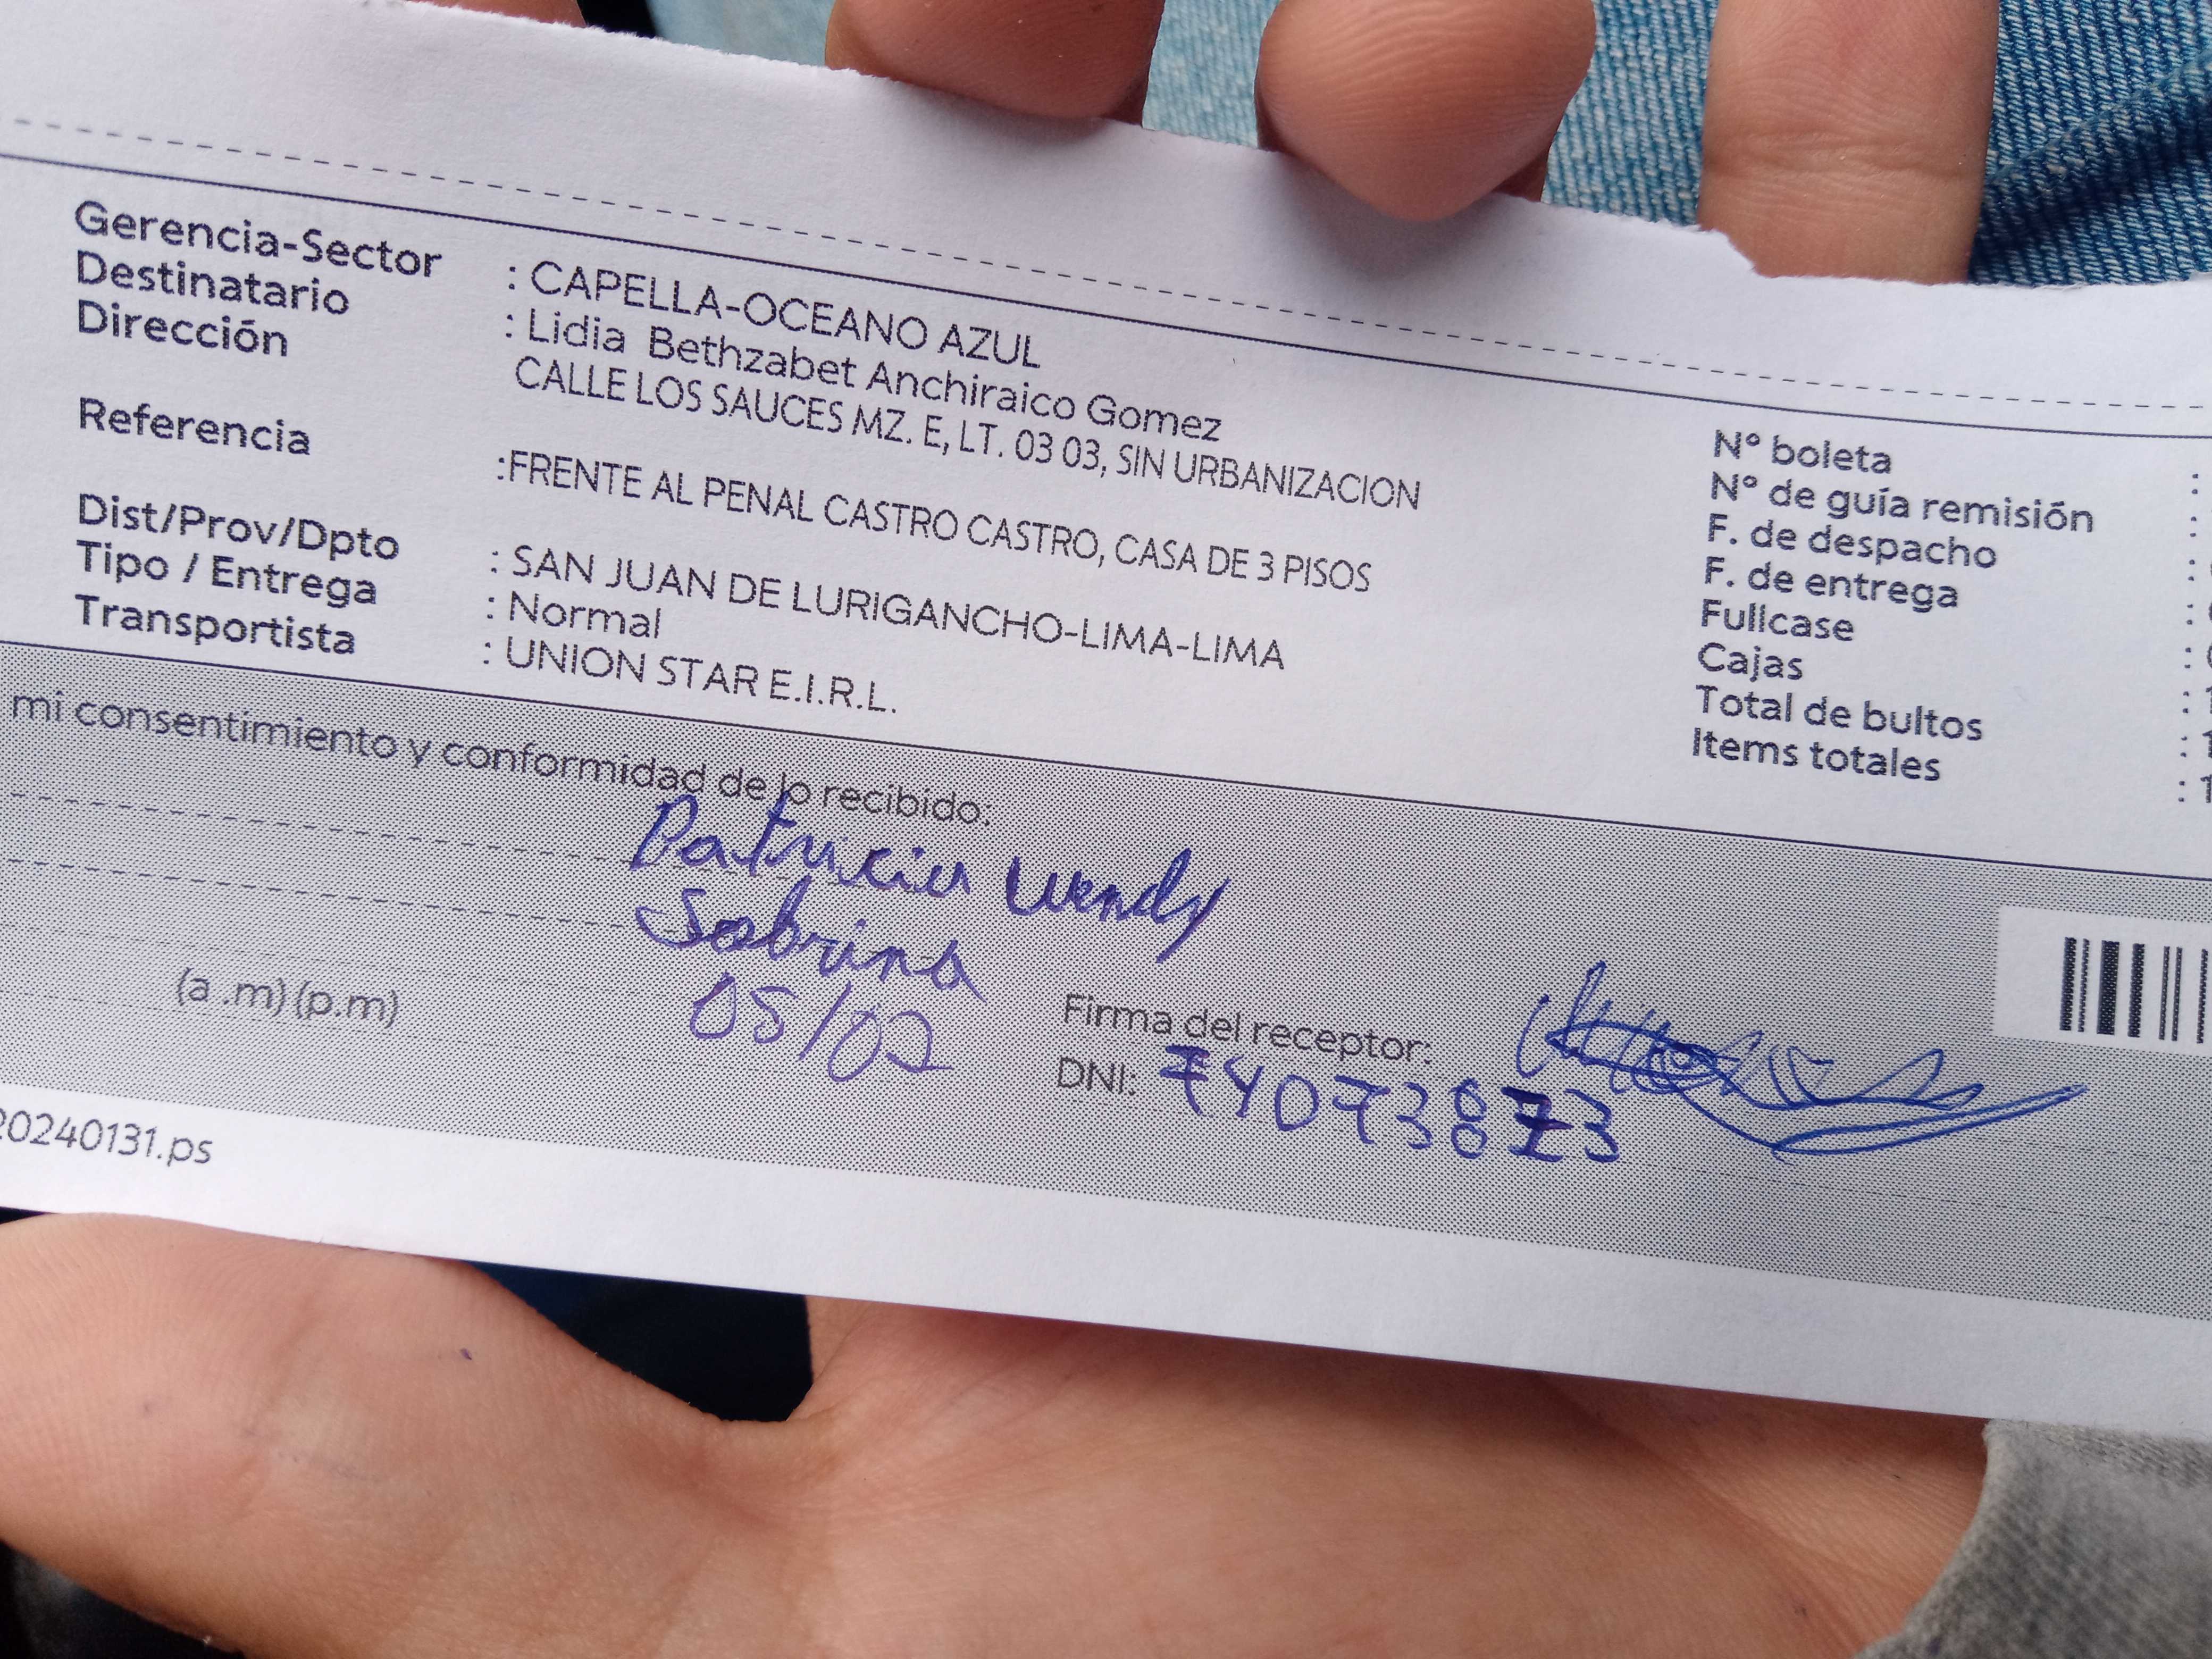 Gerencia-Sector : CAPELLA-OCEANO AZUL
Destinatario : Lidia Bethzabet Anchiraico Gomez
Dirección CALLE LOS SAUCES MZ. E, LT. 03 03, SIN URBANIZACION
Referencia :FRENTE AL PENAL CASTRO CASTRO, CASA DE 3 PISOS
Dist/Prov/Dpto : SAN JUAN DE LURIGANCHO-LIMA-LIMA
Tipo / Entrega : Normal
Transportista : UNION STAR E.I.R.L.
N° boleta :
N° de guía remisión :
F. de despacho :
F. de entrega :
Fullcase :
Cajas :
Total de bultos :
Items totales :
mi consentimiento y conformidad de lo recibido:
Patricia Wendy
Sobrina
05/02
(a .m) (p.m)
Firma del receptor:
DNI: 74073873
20240131.ps